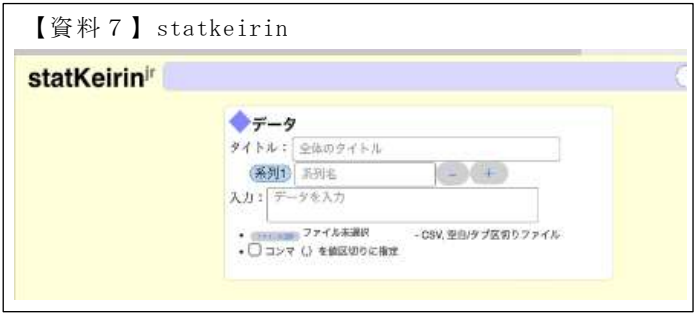 【資料７】statkeirin
statKeirinjr
データ
タイトル： 全体のタイトル
系列1 系列名 - +
入力： データを入力
ファイル未選択 - CSV, 空白/タブ区切りファイル
コンマ (,) を値区切りに指定